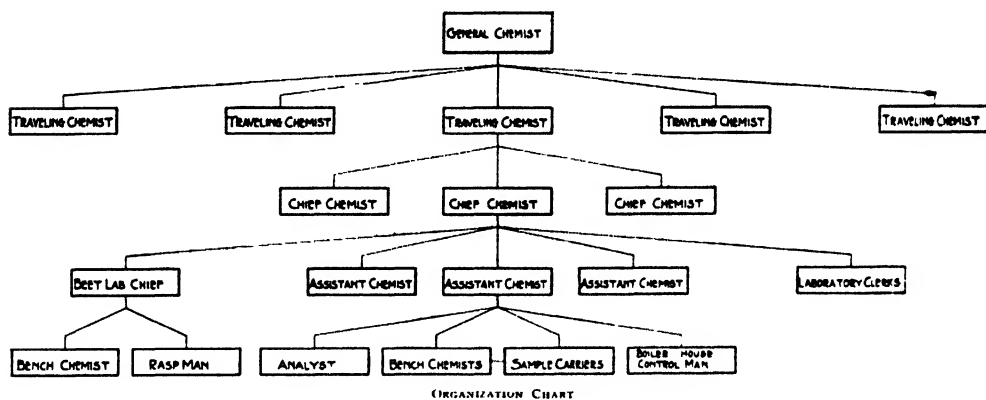 GENERAL CHEMIST
TRAVELING CHEMIST
TRAVELING CHEMIST
TRAVELING CHEMIST
TRAVELING CHEMIST
TRAVELING CHEMIST
CHIEF CHEMIST
CHIEF CHEMIST
CHIEF CHEMIST
BEET LAB CHIEF
ASSISTANT CHEMIST
ASSISTANT CHEMIST
ASSISTANT CHEMIST
LABORATORY CLERKS
BENCH CHEMIST
RASP MAN
ANALYST
BENCH CHEMISTS
SAMPLE CARRIERS
BOILER HOUSE
CONTROL MAN
ORGANIZATION CHART